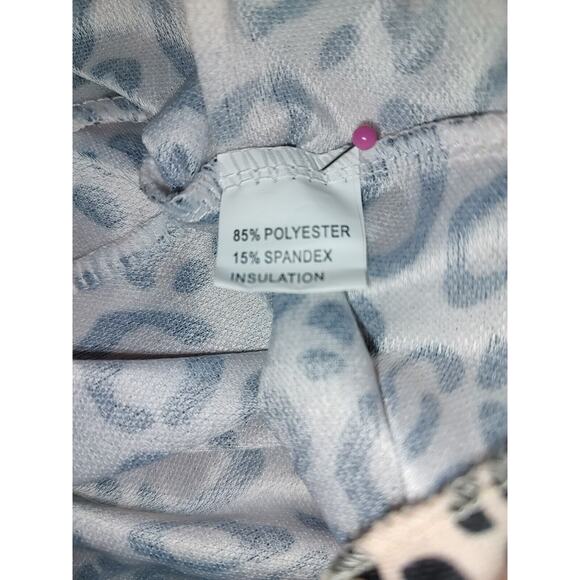 85% POLYESTER
15% SPANDEX
INSULATION